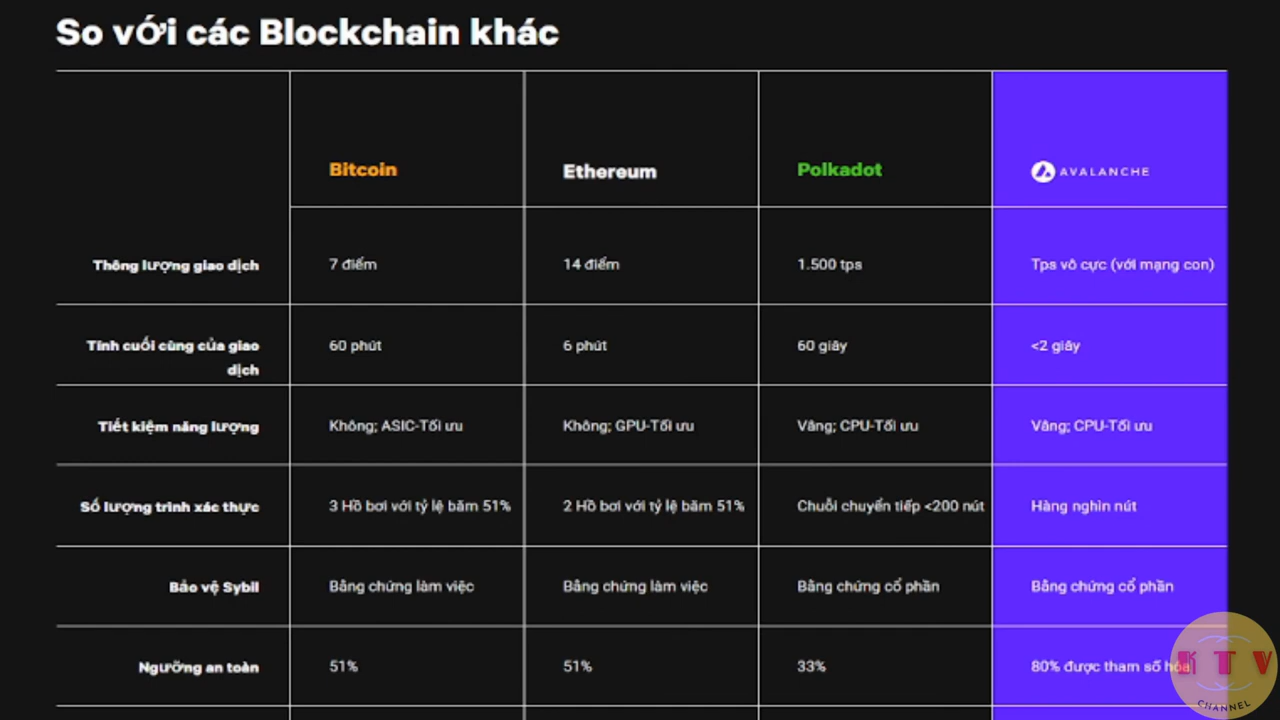 So với các Blockchain khác
Bitcoin Ethereum Polkadot AVALANCHE
Thông lượng giao dịch 7 điểm 14 điểm 1.500 tps Tps vô cực (với mạng con)
Tính cuối cùng của giao dịch 60 phút 6 phút 60 giây <2 giây
Tiết kiệm năng lượng Không; ASIC-Tối ưu Không; GPU-Tối ưu Vâng; CPU-Tối ưu Vâng; CPU-Tối ưu
Số lượng trình xác thực 3 Hồ bơi với tỷ lệ băm 51% 2 Hồ bơi với tỷ lệ băm 51% Chuỗi chuyển tiếp <200 nút Hàng nghìn nút
Bảo vệ Sybil Bằng chứng làm việc Bằng chứng làm việc Bằng chứng cổ phần Bằng chứng cổ phần
Ngưỡng an toàn 51% 51% 33% 80% được tham số hóa
KTV
CHANNEL